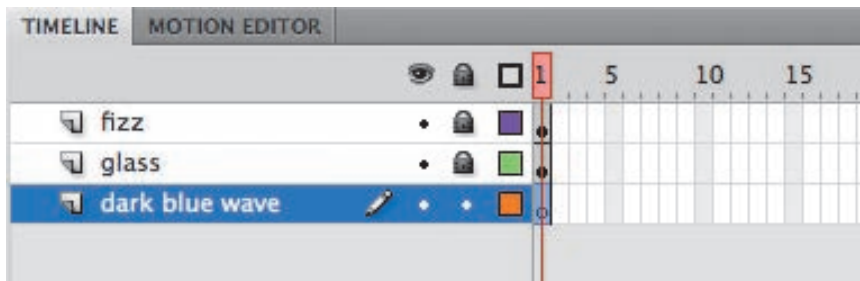 TIMELINE MOTION EDITOR
1 5 10 15
fizz
glass
dark blue wave